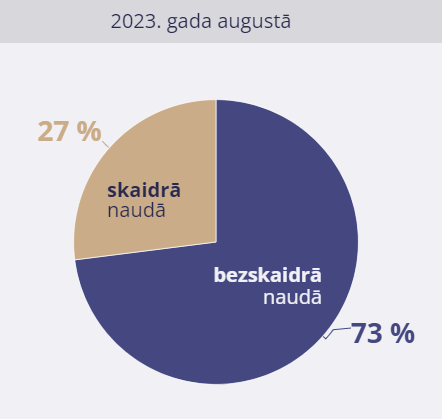 2023. gada augustā
27 %
skaidrā
naudā
bezskaidrā
naudā
73 %